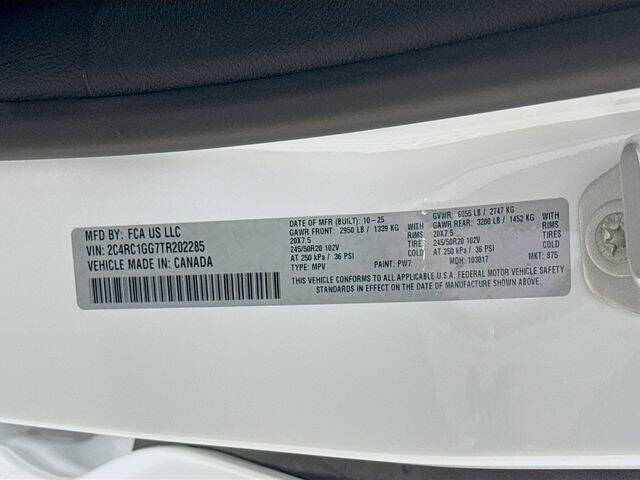 MFD BY: FCA US LLC
VIN: 2C4RC1GG7TR202285
VEHICLE MADE IN: CANADA
DATE OF MFR (BUILT): 10-25
GAWR FRONT: 2950 LB / 1339 KG WITH
20X7.5 RIMS
245/50R20 102V TIRES
AT 250 kPa / 36 PSI COLD
TYPE: MPV PAINT: PW7
GVWR: 6055 LB / 2747 KG
GAWR REAR: 3200 LB / 1452 KG WITH
20X7.5 RIMS
245/50R20 102V TIRES
AT 250 kPa / 36 PSI COLD
MDH: 103017 MKT: 875
THIS VEHICLE CONFORMS TO ALL APPLICABLE U.S.A. FEDERAL MOTOR VEHICLE SAFETY
STANDARDS IN EFFECT ON THE DATE OF MANUFACTURE SHOWN ABOVE.